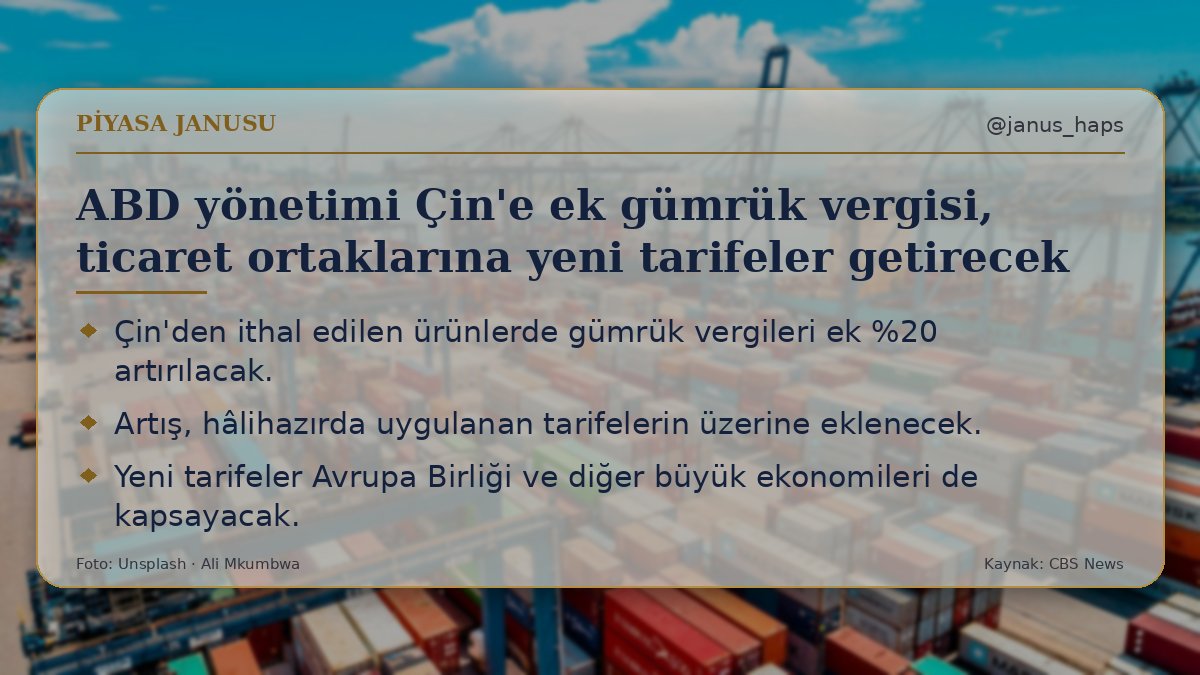 PİYASA JANUSU
@janus_haps
ABD yönetimi Çin'e ek gümrük vergisi,
ticaret ortaklarına yeni tarifeler getirecek
Çin'den ithal edilen ürünlerde gümrük vergileri ek %20
artırılacak.
Artış, hâlihazırda uygulanan tarifelerin üzerine eklenecek.
Yeni tarifeler Avrupa Birliği ve diğer büyük ekonomileri de
kapsayacak.
Foto: Unsplash · Ali Mkumbwa
Kaynak: CBS News